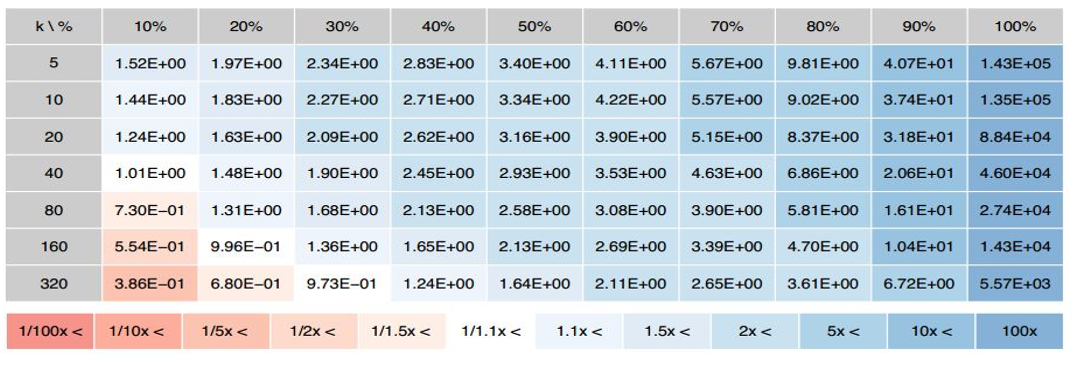 k \ % 10% 20% 30% 40% 50% 60% 70% 80% 90% 100%
5 1.52E+00 1.97E+00 2.34E+00 2.83E+00 3.40E+00 4.11E+00 5.67E+00 9.81E+00 4.07E+01 1.43E+05
10 1.44E+00 1.83E+00 2.27E+00 2.71E+00 3.34E+00 4.22E+00 5.57E+00 9.02E+00 3.74E+01 1.35E+05
20 1.24E+00 1.63E+00 2.09E+00 2.62E+00 3.16E+00 3.90E+00 5.15E+00 8.37E+00 3.18E+01 8.84E+04
40 1.01E+00 1.48E+00 1.90E+00 2.45E+00 2.93E+00 3.53E+00 4.63E+00 6.86E+00 2.06E+01 4.60E+04
80 7.30E−01 1.31E+00 1.68E+00 2.13E+00 2.58E+00 3.08E+00 3.90E+00 5.81E+00 1.61E+01 2.74E+04
160 5.54E−01 9.96E−01 1.36E+00 1.65E+00 2.13E+00 2.69E+00 3.39E+00 4.70E+00 1.04E+01 1.43E+04
320 3.86E−01 6.80E−01 9.73E−01 1.24E+00 1.64E+00 2.11E+00 2.65E+00 3.61E+00 6.72E+00 5.57E+03
1/100x < 1/10x < 1/5x < 1/2x < 1/1.5x < 1/1.1x < 1.1x < 1.5x < 2x < 5x < 10x < 100x